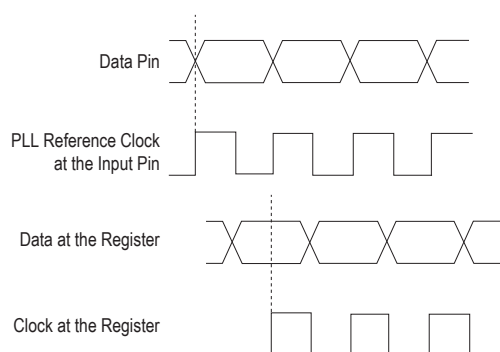 Data Pin
PLL Reference Clock
at the Input Pin
Data at the Register
Clock at the Register